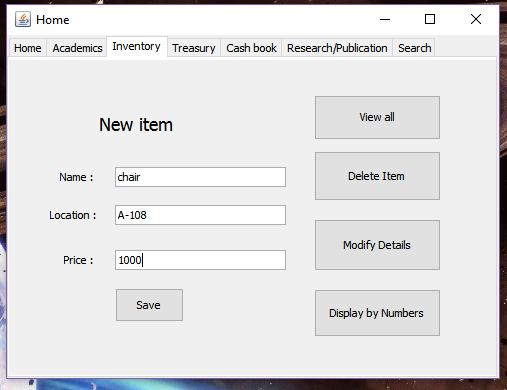 Home
Home Academics Inventory Treasury Cash book Research/Publication Search
New item
Name : chair
Location : A-108
Price : 1000
Save
View all
Delete Item
Modify Details
Display by Numbers